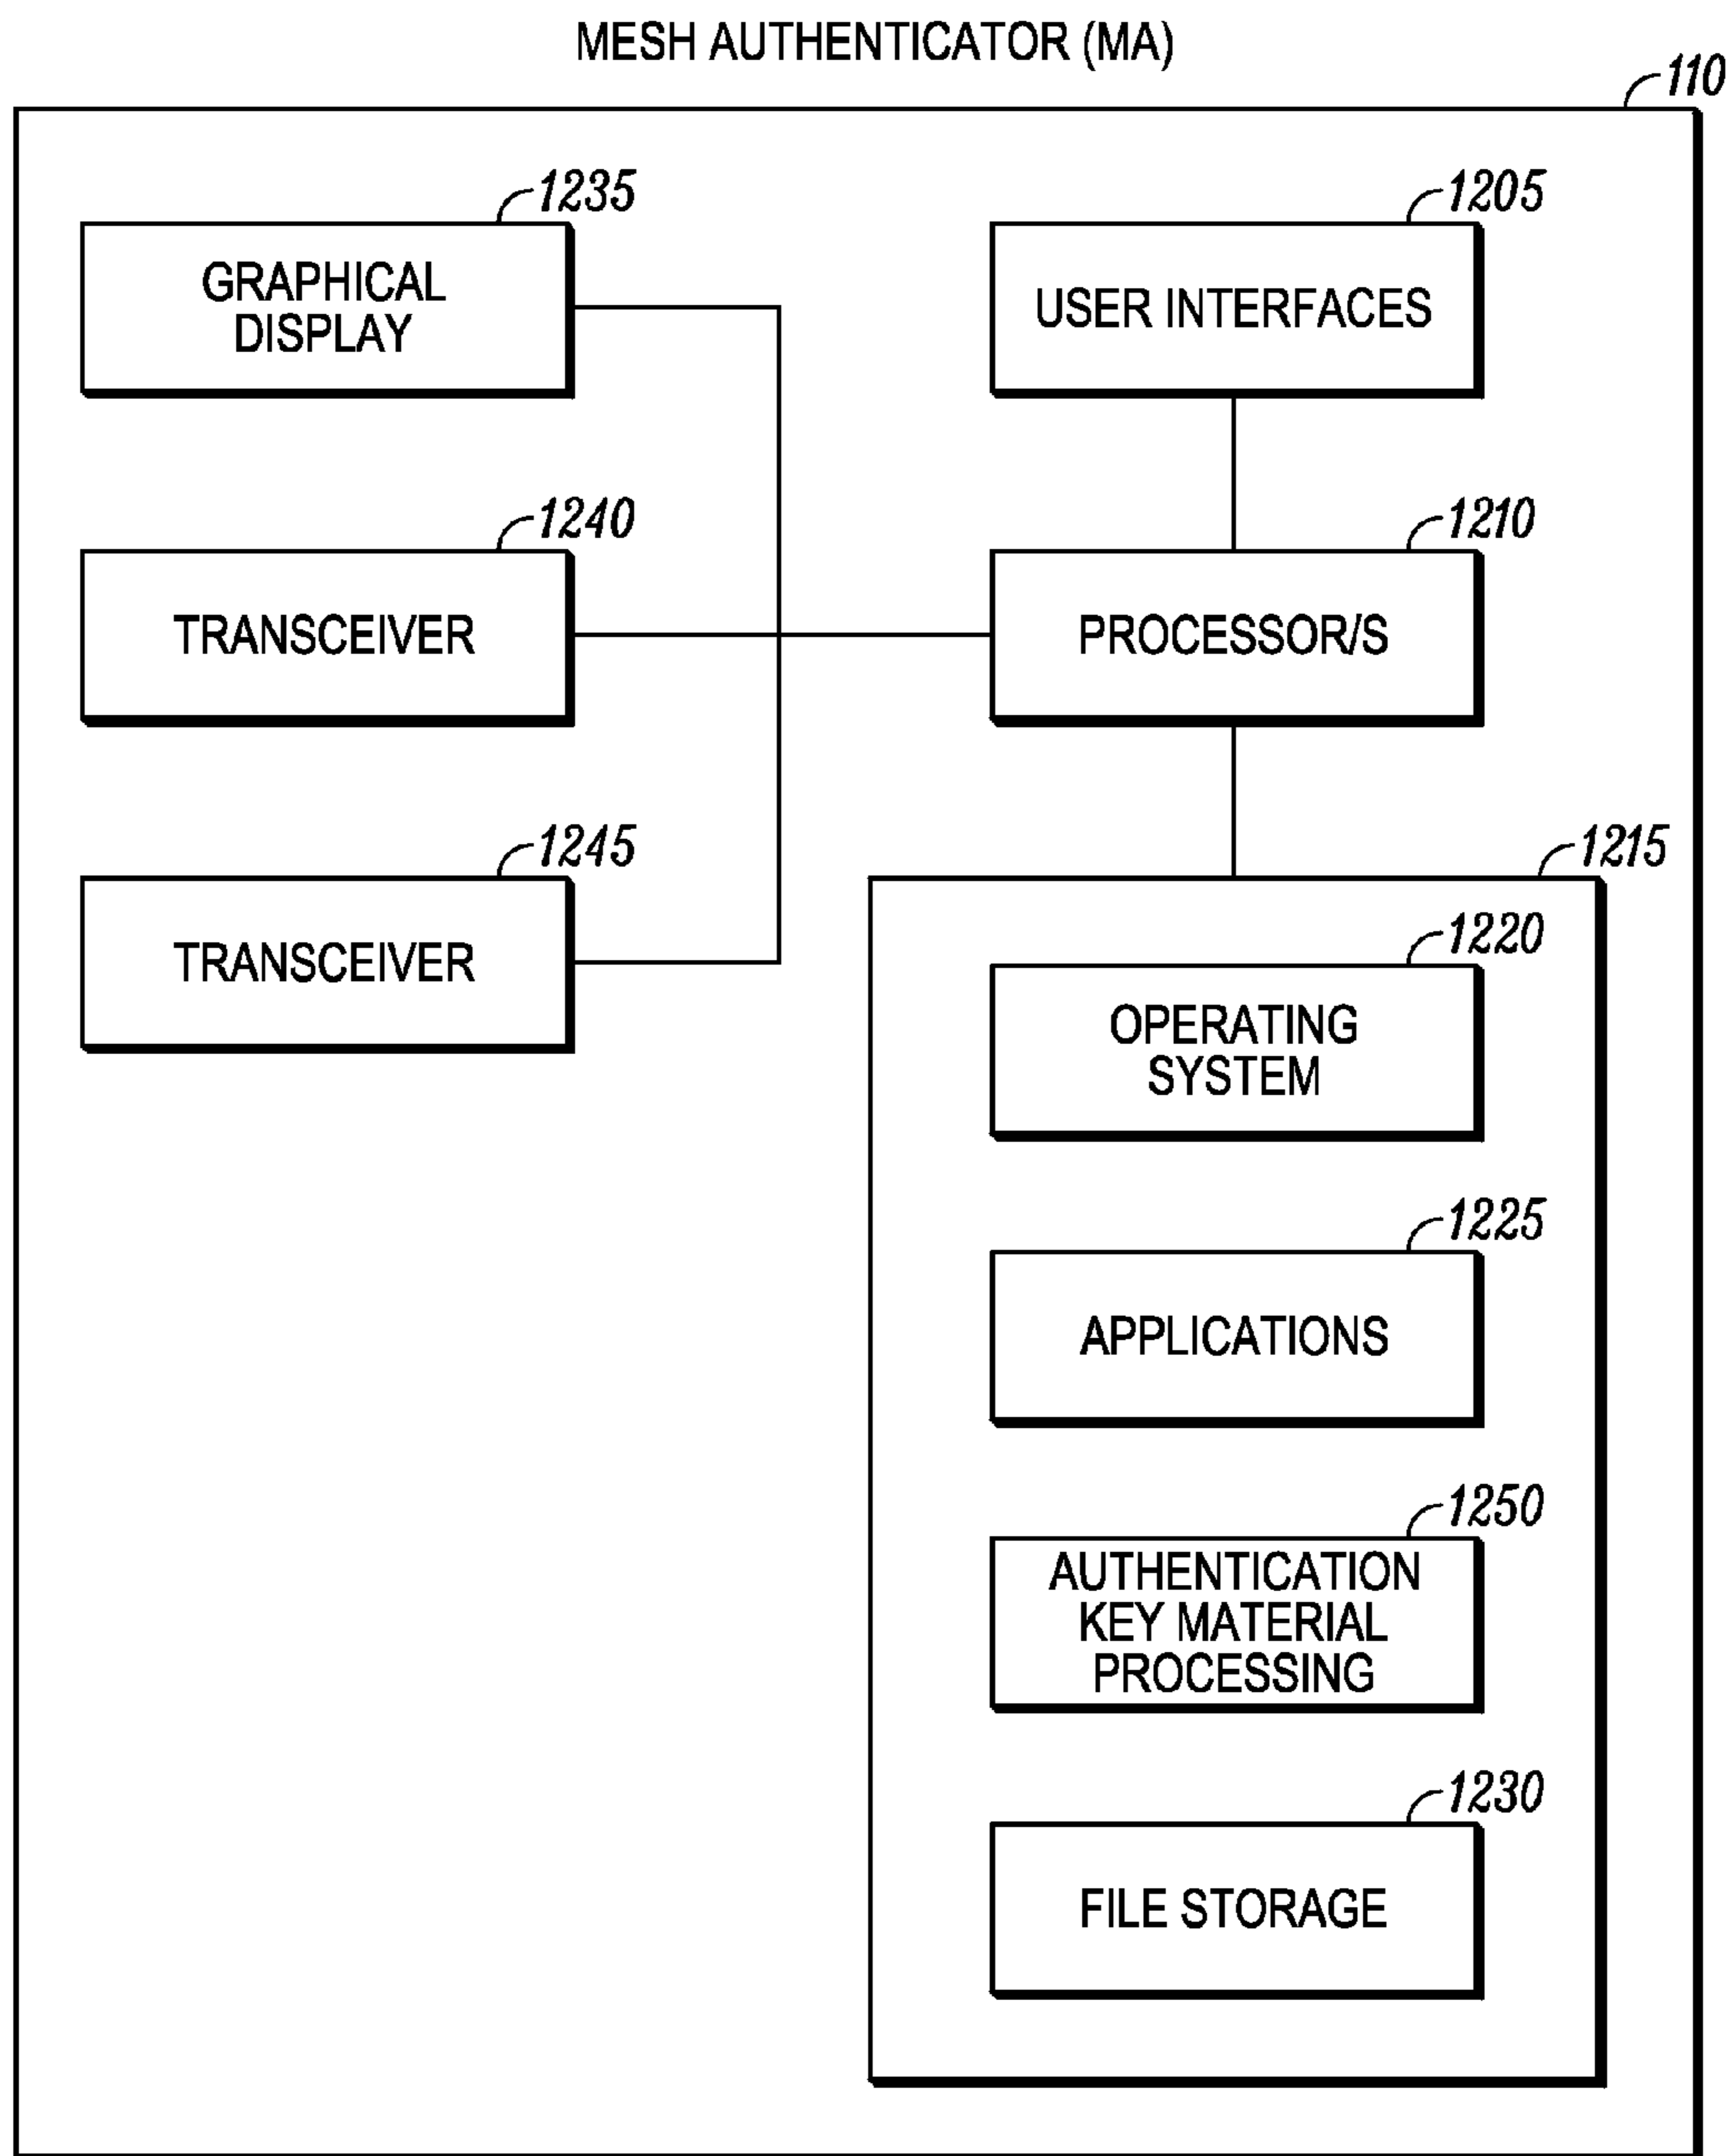 MESH AUTHENTICATOR (MA)
110
1235
GRAPHICAL
DISPLAY
1205
USER INTERFACES
1240
TRANSCEIVER
1210
PROCESSOR/S
1245
TRANSCEIVER
1215
1220
OPERATING
SYSTEM
1225
APPLICATIONS
1250
AUTHENTICATION
KEY MATERIAL
PROCESSING
1230
FILE STORAGE